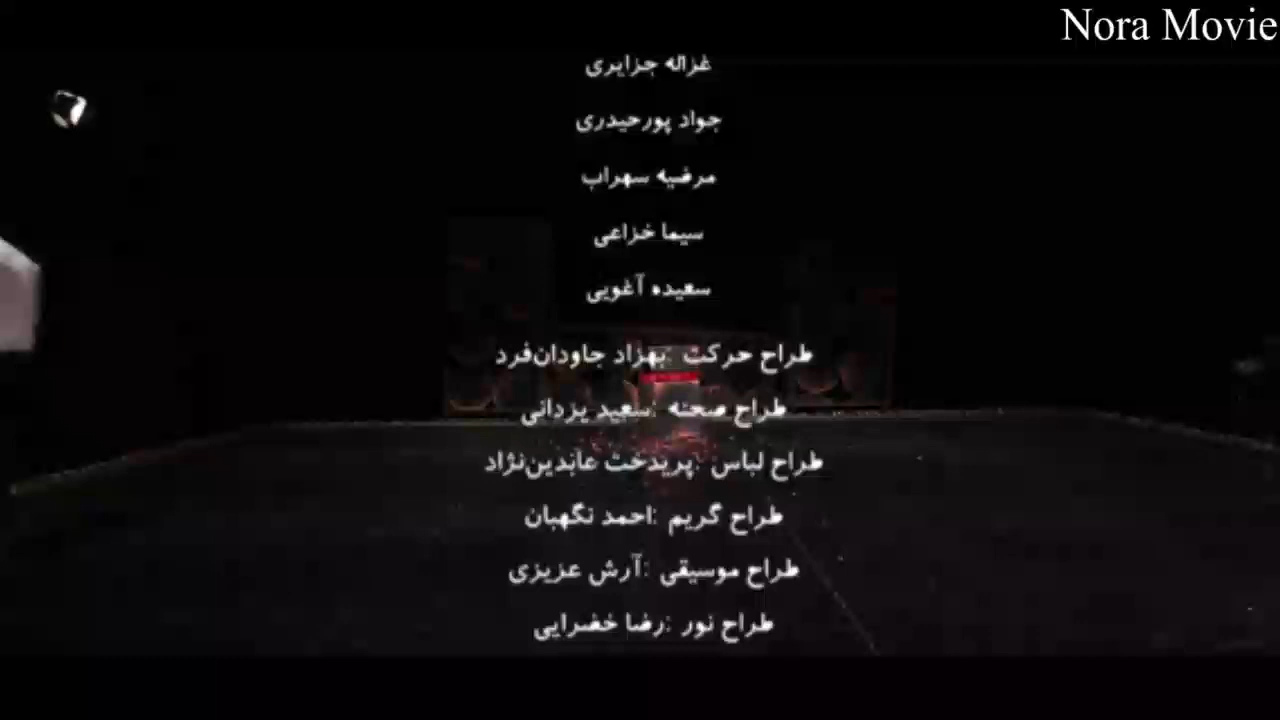 Nora Movie
غزاله جزایری
جواد پورحیدری
مرضیه سهراب
سیما خزاعی
سعیده آغویی
طراح حرکت :بهزاد جاودان‌فرد
طراح صحنه :سعید یزدانی
طراح لباس :پریدخت عابدین‌نژاد
طراح گریم :احمد نگهبان
طراح موسیقی :آرش عزیزی
طراح نور :رضا خضرایی